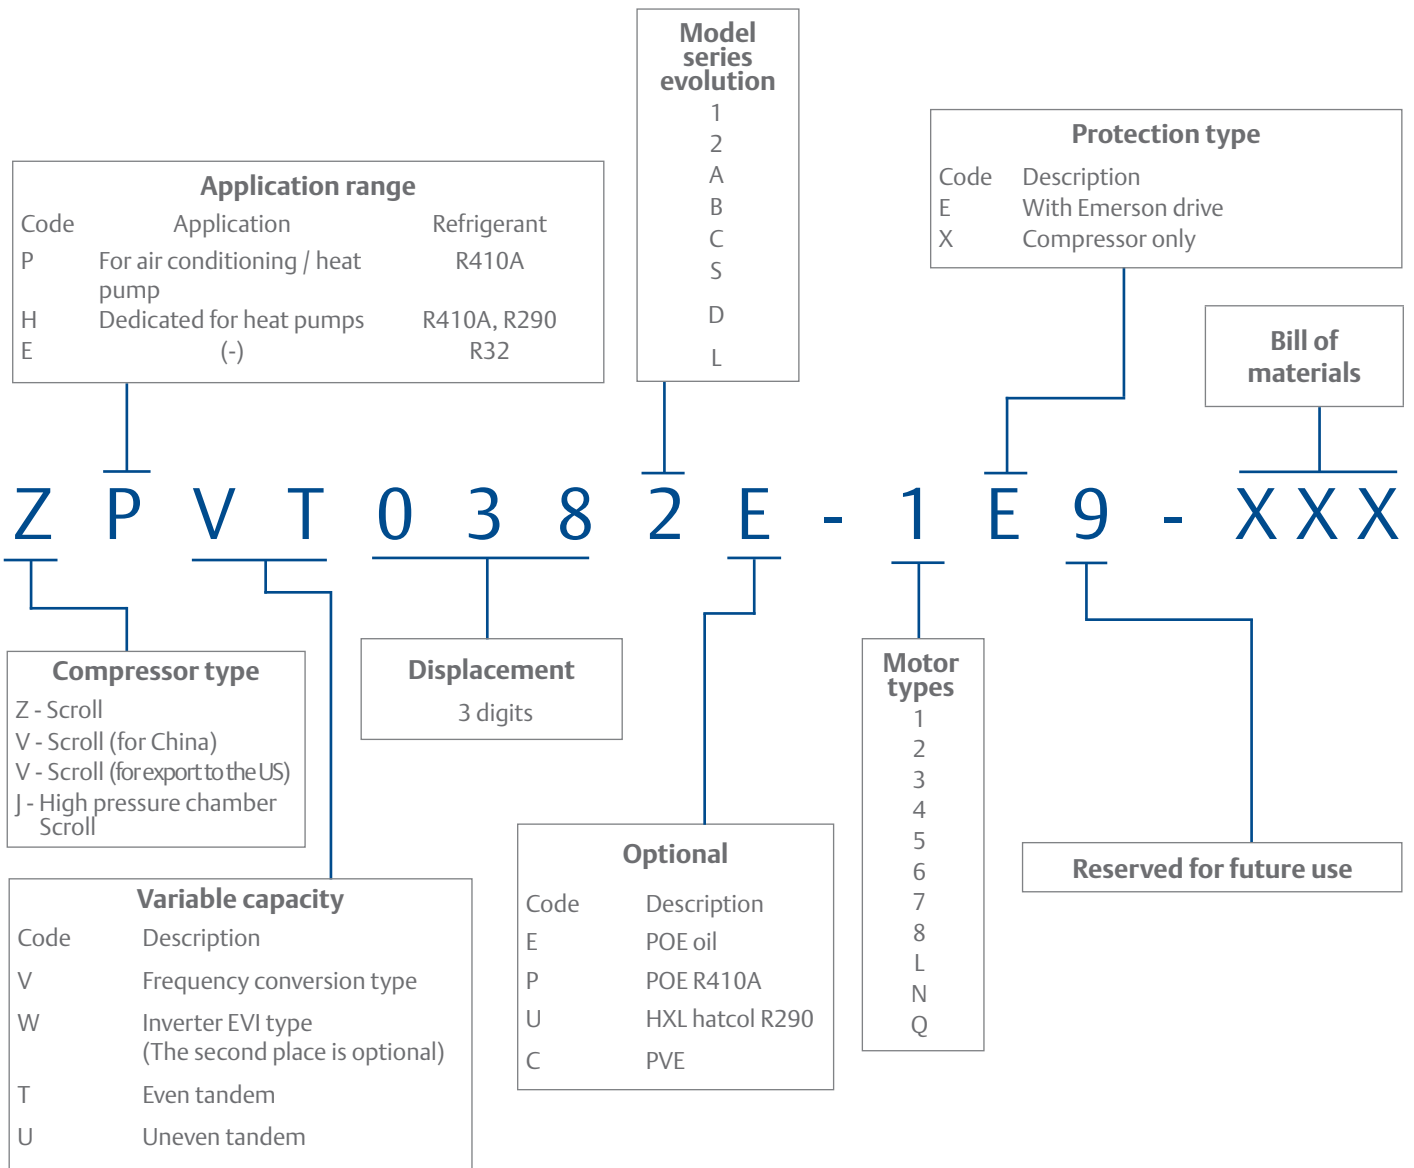 Model
series
evolution
1
2
A
B
C
S
D
L
Protection type
Code Description
E With Emerson drive
X Compressor only
Application range
Code Application Refrigerant
P For air conditioning / heat R410A
pump
H Dedicated for heat pumps R410A, R290
E (-) R32
Bill of
materials
Z P V T 0 3 8 2 E - 1 E 9 - X X X
Compressor type
Z - Scroll
V - Scroll (for China)
V - Scroll (for export to the US)
J - High pressure chamber
Scroll
Displacement
3 digits
Motor
types
1
2
3
4
5
6
7
8
L
N
Q
Optional
Code Description
E POE oil
P POE R410A
U HXL hatcol R290
C PVE
Reserved for future use
Variable capacity
Code Description
V Frequency conversion type
W Inverter EVI type
(The second place is optional)
T Even tandem
U Uneven tandem